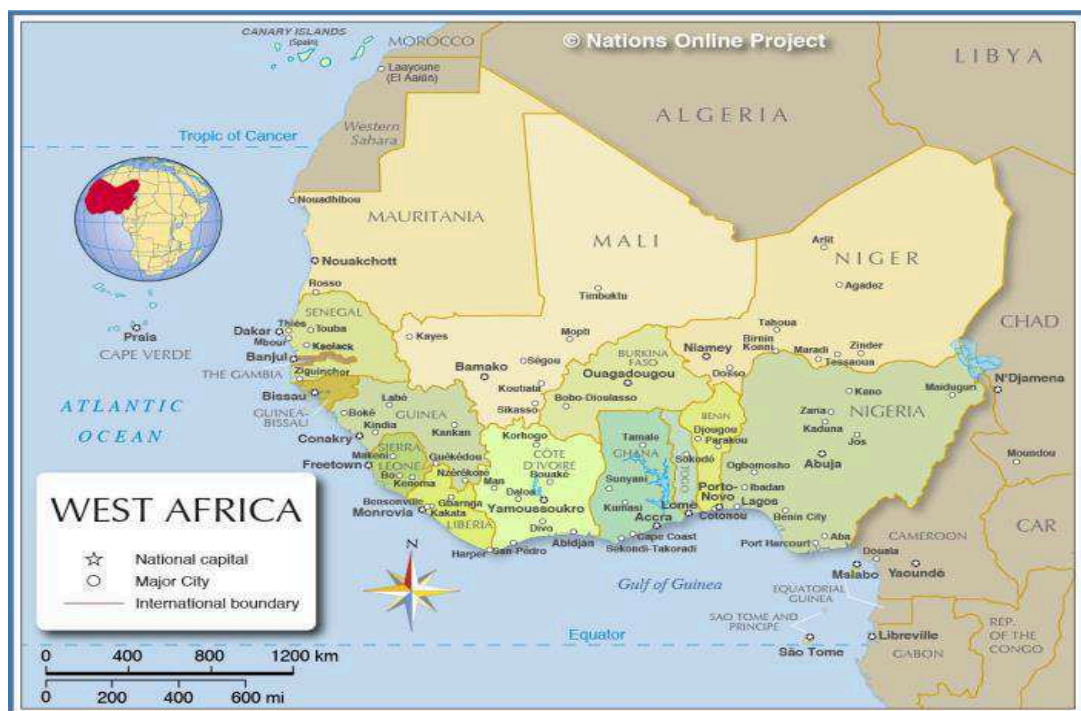 CANARY ISLANDS
(Spain)
MOROCCO
© Nations Online Project
LIBYA
Laayoune
(El Aaiún)
ALGERIA
Western
Sahara
Tropic of Cancer
Nouadhibou
MAURITANIA
MALI
NIGER
Arlit
Nouakchott
Agadez
Rosso
Timbuktu
SENEGAL
CHAD
Praia
CAPE VERDE
Dakar
Thiès
Touba
Mbour
Kaolack
Kayes
Mopti
Tahoua
Birnin
Konni
Maradi
Zinder
Tessaoua
Niamey
Dosso
Banjul
THE GAMBIA
Ziguinchor
Ségou
Bamako
BURKINA
FASO
Ouagadougou
Koutiala
Sikasso
Bobo-Dioulasso
N'Djamena
Maiduguri
Kano
Zaria
NIGERIA
Kaduna
Jos
Bissau
GUINEA-
BISSAU
Labé
GUINEA
Boké
Kindia
Kankan
Conakry
BENIN
Djougou
Parakou
Korhogo
CÔTE
D'IVOIRE
Tamale
GHANA
TOGO
Sokodé
Abuja
ATLANTIC
OCEAN
SIERRA
LEONE
Makeni
Freetown
Bo
Kenema
Guékédou
Nzérékoré
Man
Bouake
Daloa
Yamoussoukro
Sunyani
Kumasi
Ogbomosho
Ibadan
Porto-
Novo
Lagos
Lomé
Cotonou
Moundou
Bensonville
Monrovia
Gbarnga
Kakata
LIBERIA
Divo
Accra
Benin City
Harper
San-Pédro
Abidjan
Cape Coast
Sekondi-Takoradi
Port Harcourt
Aba
CAR
CAMEROON
Douala
Malabo
Yaoundé
WEST AFRICA
National capital
Major City
International boundary
N
Gulf of Guinea
EQUATORIAL
GUINEA
SAO TOME AND
PRINCIPE
Equator
São Tome
Libreville
GABON
REP.
OF THE
CONGO
0 400 800 1200 km
0 200 400 600 mi